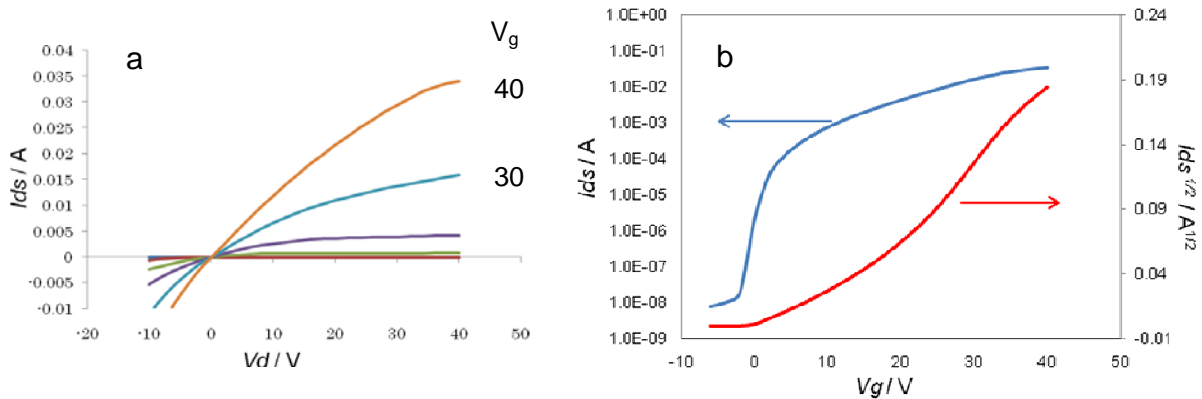 a
V_g
40
30
0.04
0.035
0.03
0.025
0.02
0.015
0.01
0.005
0
-0.005
-0.01
Ids / A
-20 -10 0 10 20 30 40 50
Vd / V
b
1.0E+00
1.0E-01
1.0E-02
1.0E-03
1.0E-04
1.0E-05
1.0E-06
1.0E-07
1.0E-08
1.0E-09
Ids / A
0.24
0.19
0.14
0.09
0.04
-0.01
Ids^{1/2} / A^{1/2}
-10 0 10 20 30 40 50
Vg / V